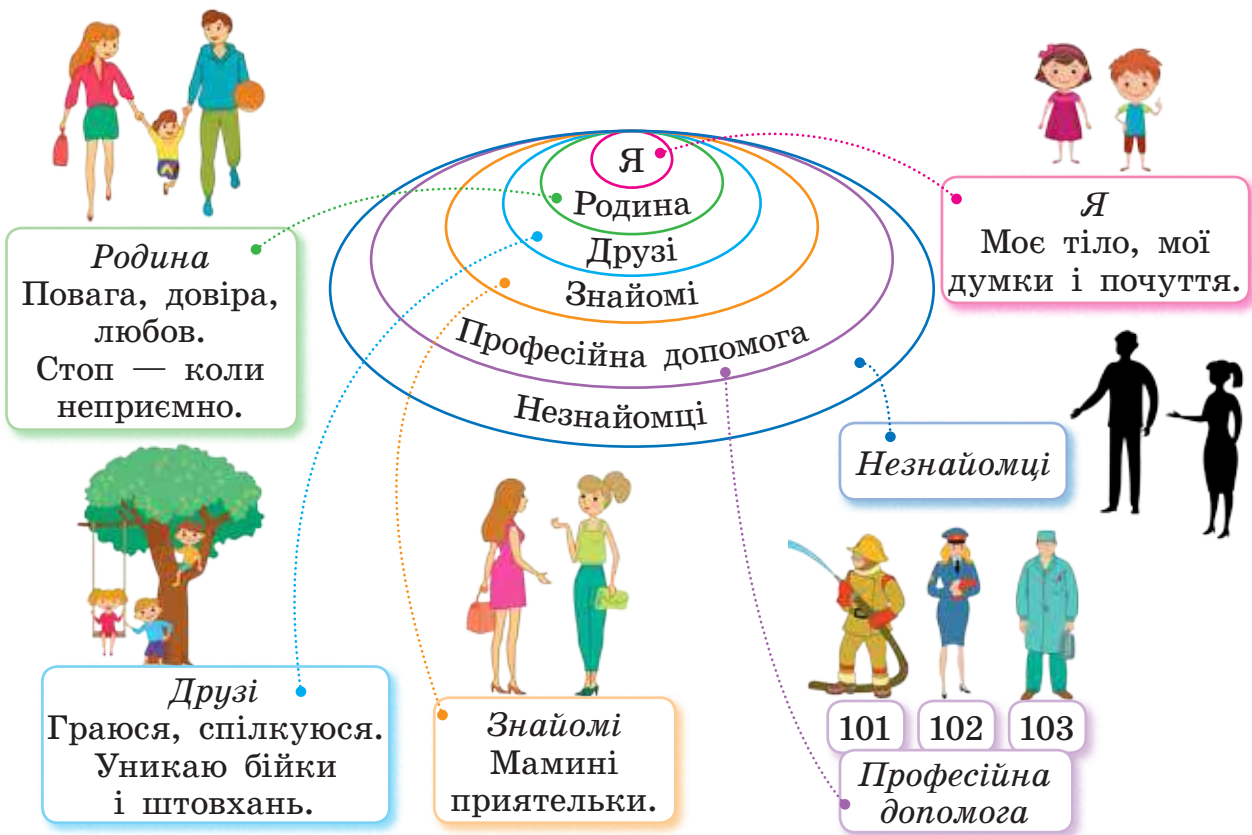 Я
Родина
Друзі
Знайомі
Професійна допомога
Незнайомці
Родина
Повага, довіра,
любов.
Стоп — коли
неприємно.
Я
Моє тіло, мої
думки і почуття.
Незнайомці
Друзі
Граюся, спілкуюся.
Уникаю бійки
і штовхань.
Знайомі
Мамині
приятельки.
101 102 103
Професійна
допомога